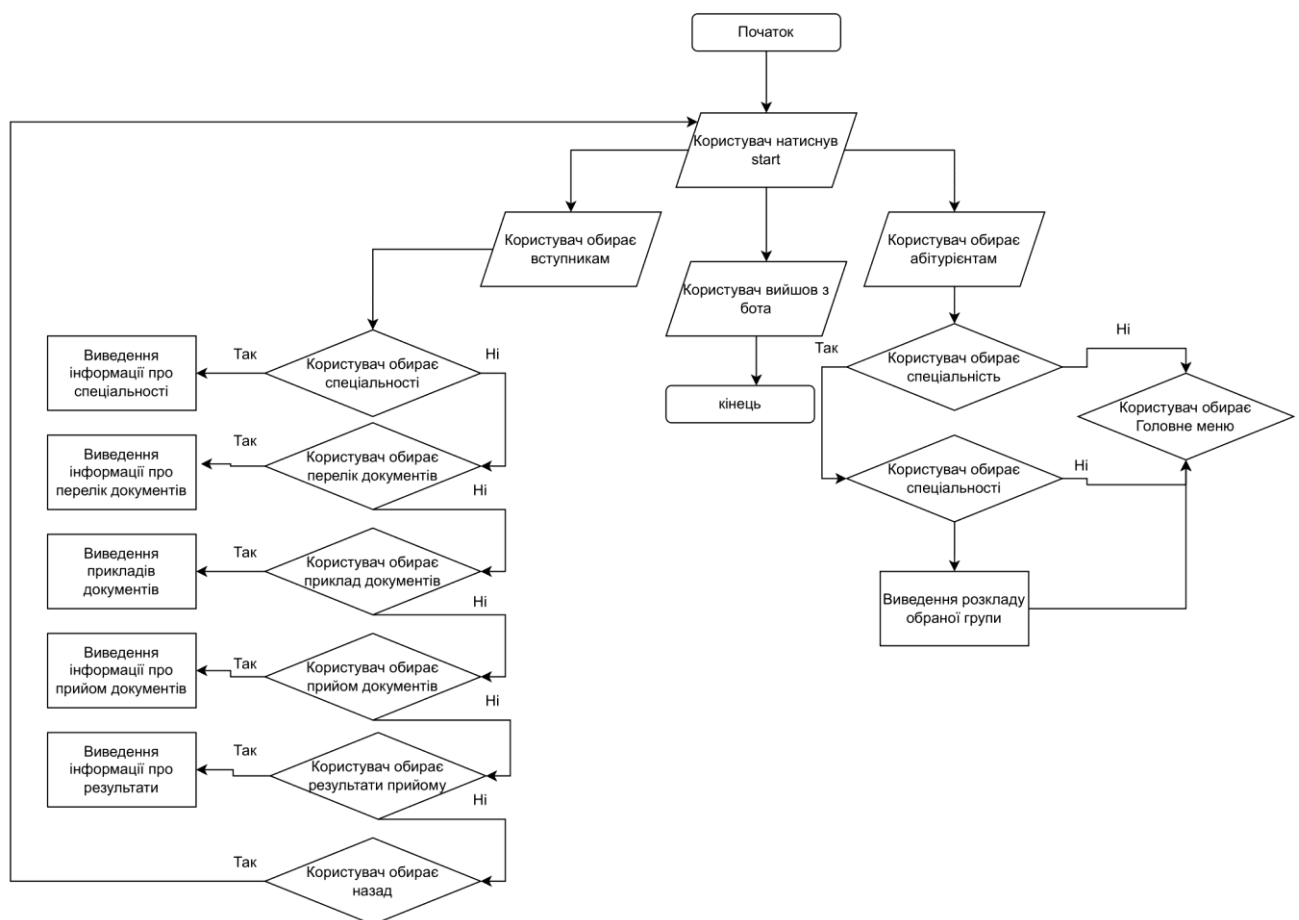 Початок
Користувач натиснув
start
Користувач обирає
вступникам
Користувач вийшов з
бота
кінець
Користувач обирає
абітурієнтам
Користувач обирає
спеціальності
Так
Ні
Виведення
інформації про
спеціальності
Користувач обирає
перелік документів
Так
Ні
Виведення
інформації про
перелік документів
Користувач обирає
приклад документів
Так
Ні
Виведення
прикладів
документів
Користувач обирає
прийом документів
Так
Ні
Виведення
інформації про
прийом документів
Користувач обирає
результати прийому
Так
Ні
Виведення
інформації про
результати
Користувач обирає
назад
Так
Користувач обирає
спеціальність
Так
Ні
Користувач обирає
Головне меню
Користувач обирає
спеціальності
Ні
Виведення розкладу
обраної групи